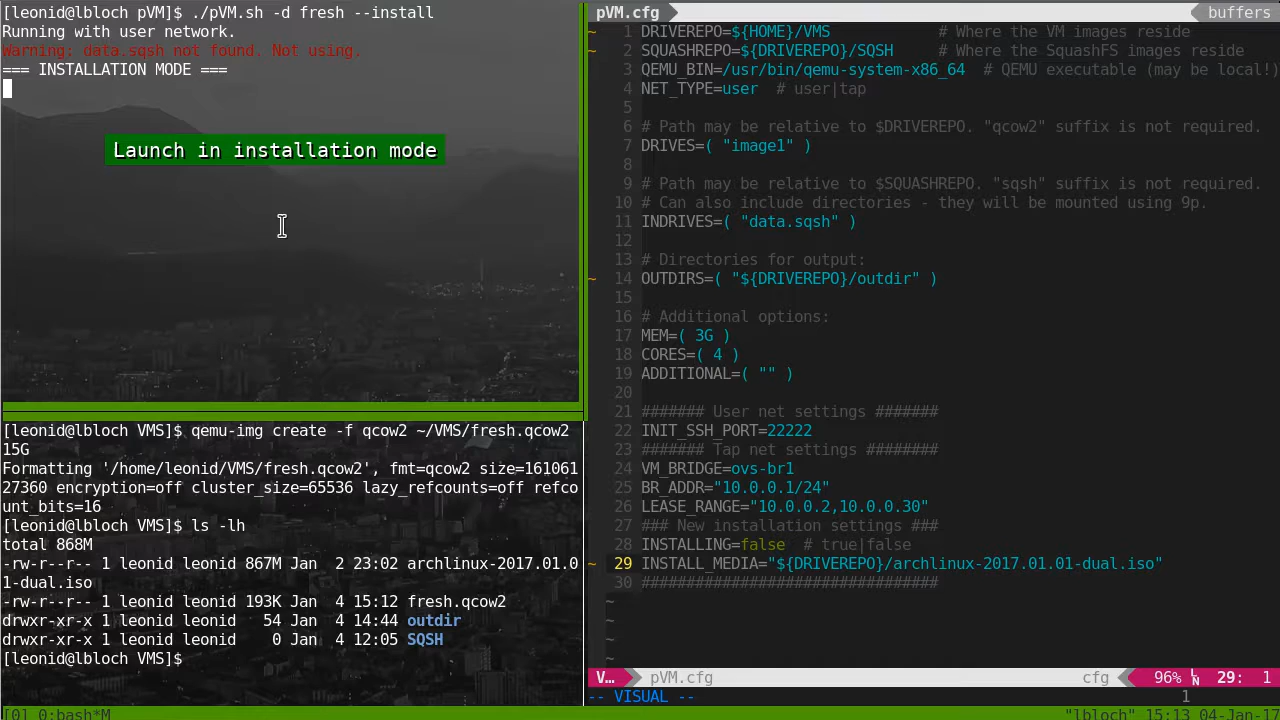 [leonid@lbloch pVM]$ ./pVM.sh -d fresh --install
Running With user network.
Warning: data.sqsh not found. Not using.
=== INSTALLATION MODE ===
Launch in installation mode
[leonid@lbloch VMS]$ qemu-img create -f qcow2 ~/VMS/fresh.qcow2
15G
Formatting '/home/leonid/VMS/fresh.qcow2', fmt=qcow2 size=161061
27360 encryption=off cluster_size=65536 lazy_refcounts=off refco
unt_bits=16
[leonid@lbloch VMS]$ ls -lh
total 868M
-rw-r--r-- 1 leonid leonid 867M Jan  2 23:02 archlinux-2017.01.0
1-dual.iso
-rw-r--r-- 1 leonid leonid 193K Jan  4 15:12 fresh.qcow2
drwxr-xr-x 1 leonid leonid   54 Jan  4 14:44 outdir
drwxr-xr-x 1 leonid leonid    0 Jan  4 12:05 SQSH
[leonid@lbloch VMS]$
pVM.cfg buffers
~ 1 DRIVEREPO=${HOME}/VMS            # Where the VM images reside
~ 2 SQUASHREPO=${DRIVEREPO}/SQSH     # Where the SquashFS images reside
3 QEMU_BIN=/usr/bin/qemu-system-x86_64  # QEMU executable (may be local!)
4 NET_TYPE=user  # user|tap
5
6 # Path may be relative to $DRIVEREPO. "qcow2" suffix is not required.
7 DRIVES=( "image1" )
8
9 # Path may be relative to $SQUASHREPO. "sqsh" suffix is not required.
10 # Can also include directories - they will be mounted using 9p.
11 INDRIVES=( "data.sqsh" )
12
13 # Directories for output:
~ 14 OUTDIRS=( "${DRIVEREPO}/outdir" )
15
16 # Additional options:
17 MEM=( 3G )
18 CORES=( 4 )
19 ADDITIONAL=( "" )
20
21 ####### User net settings #######
22 INIT_SSH_PORT=22222
23 ####### Tap net settings ########
24 VM_BRIDGE=ovs-br1
25 BR_ADDR="10.0.0.1/24"
26 LEASE_RANGE="10.0.0.2,10.0.0.30"
27 ### New installation settings ###
28 INSTALLING=false  # true|false
~ 29 INSTALL_MEDIA="${DRIVEREPO}/archlinux-2017.01.01-dual.iso"
30 #################################
~
~
~
~
V... pVM.cfg cfg 96% ␤ 29: 1
-- VISUAL -- 1
[0] 0:bash*M "lbloch" 15:13 04-Jan-17